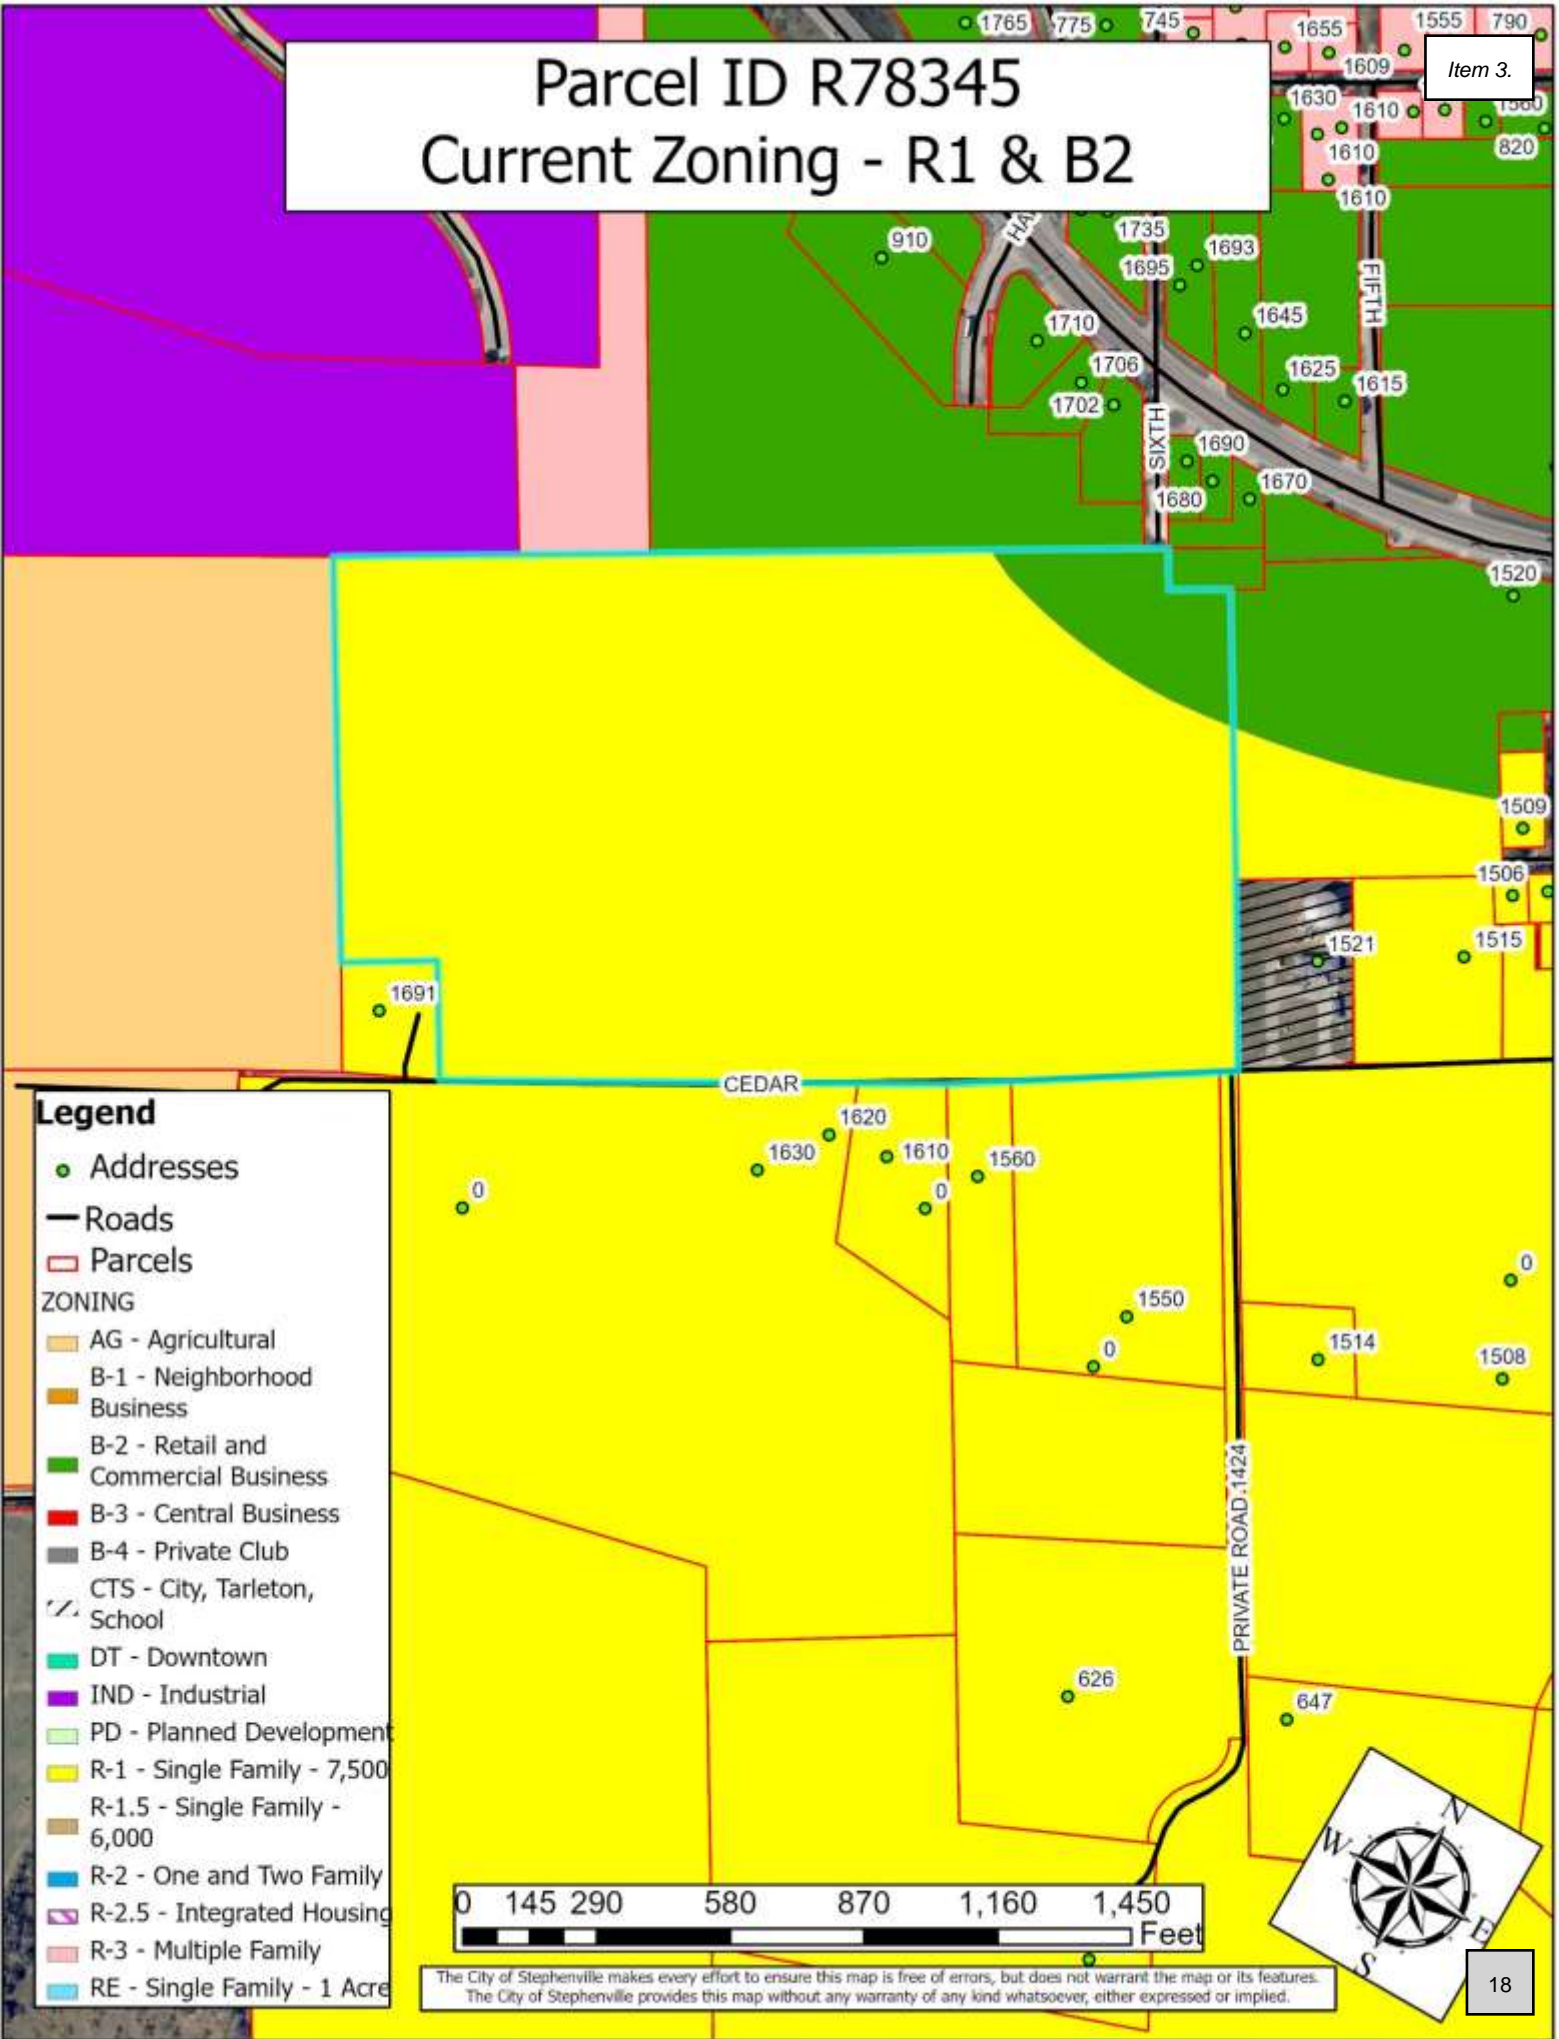 1765
775
745
1655
1555
790
1609
Item 3.
Parcel ID R78345
Current Zoning - R1 & B2
1630
1610
1560
1610
820
1610
910
HA
1735
1693
1695
FIFTH
1710
1645
1706
1625
1615
1702
SIXTH
1690
1680
1670
1520
1509
1506
1521
1515
1691
CEDAR
1620
1630
1610
1560
0
0
0
1550
0
1514
1508
PRIVATE ROAD 1424
626
647
Legend
Addresses
Roads
Parcels
ZONING
AG - Agricultural
B-1 - Neighborhood
Business
B-2 - Retail and
Commercial Business
B-3 - Central Business
B-4 - Private Club
CTS - City, Tarleton,
School
DT - Downtown
IND - Industrial
PD - Planned Development
R-1 - Single Family - 7,500
R-1.5 - Single Family -
6,000
R-2 - One and Two Family
R-2.5 - Integrated Housing
R-3 - Multiple Family
RE - Single Family - 1 Acre
0 145 290 580 870 1,160 1,450
Feet
N
W
E
S
The City of Stephenville makes every effort to ensure this map is free of errors, but does not warrant the map or its features.
The City of Stephenville provides this map without any warranty of any kind whatsoever, either expressed or implied.
18